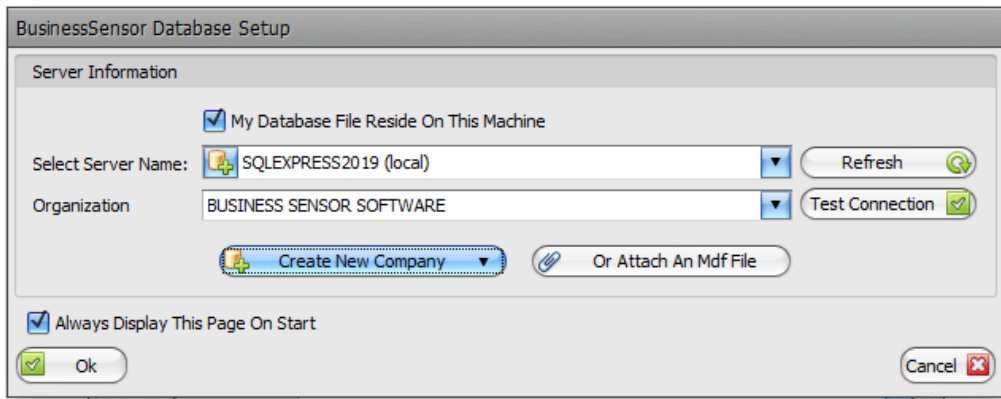 BusinessSensor Database Setup
Server Information
My Database File Reside On This Machine
Select Server Name: SQLEXPRESS2019 (local) Refresh
Organization BUSINESS SENSOR SOFTWARE Test Connection
Create New Company Or Attach An Mdf File
Always Display This Page On Start
Ok Cancel